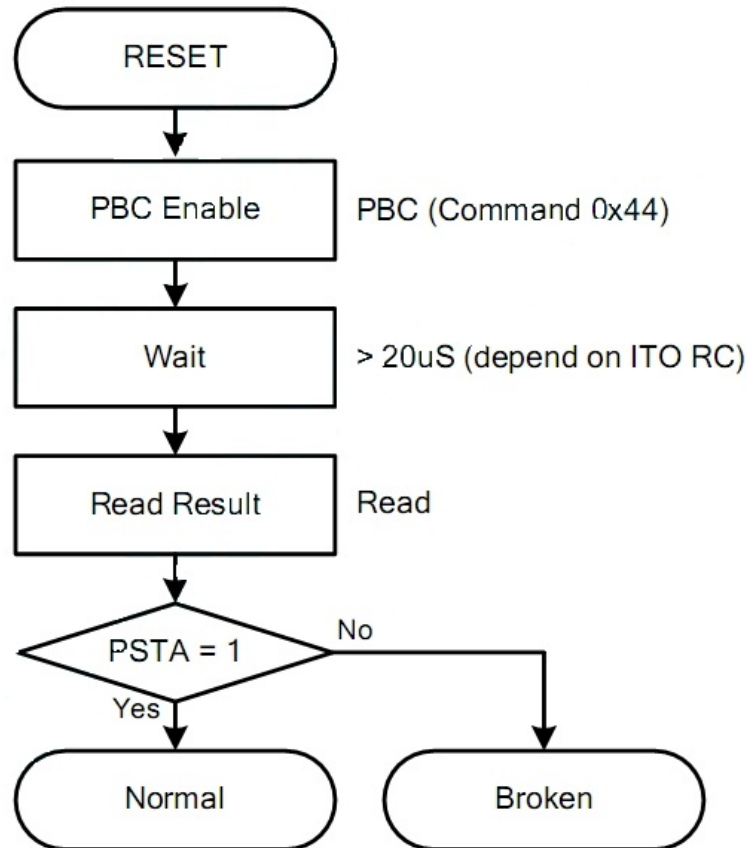 RESET
PBC Enable
PBC (Command 0x44)
Wait
> 20uS (depend on ITO RC)
Read Result
Read
PSTA = 1
No
Yes
Normal
Broken